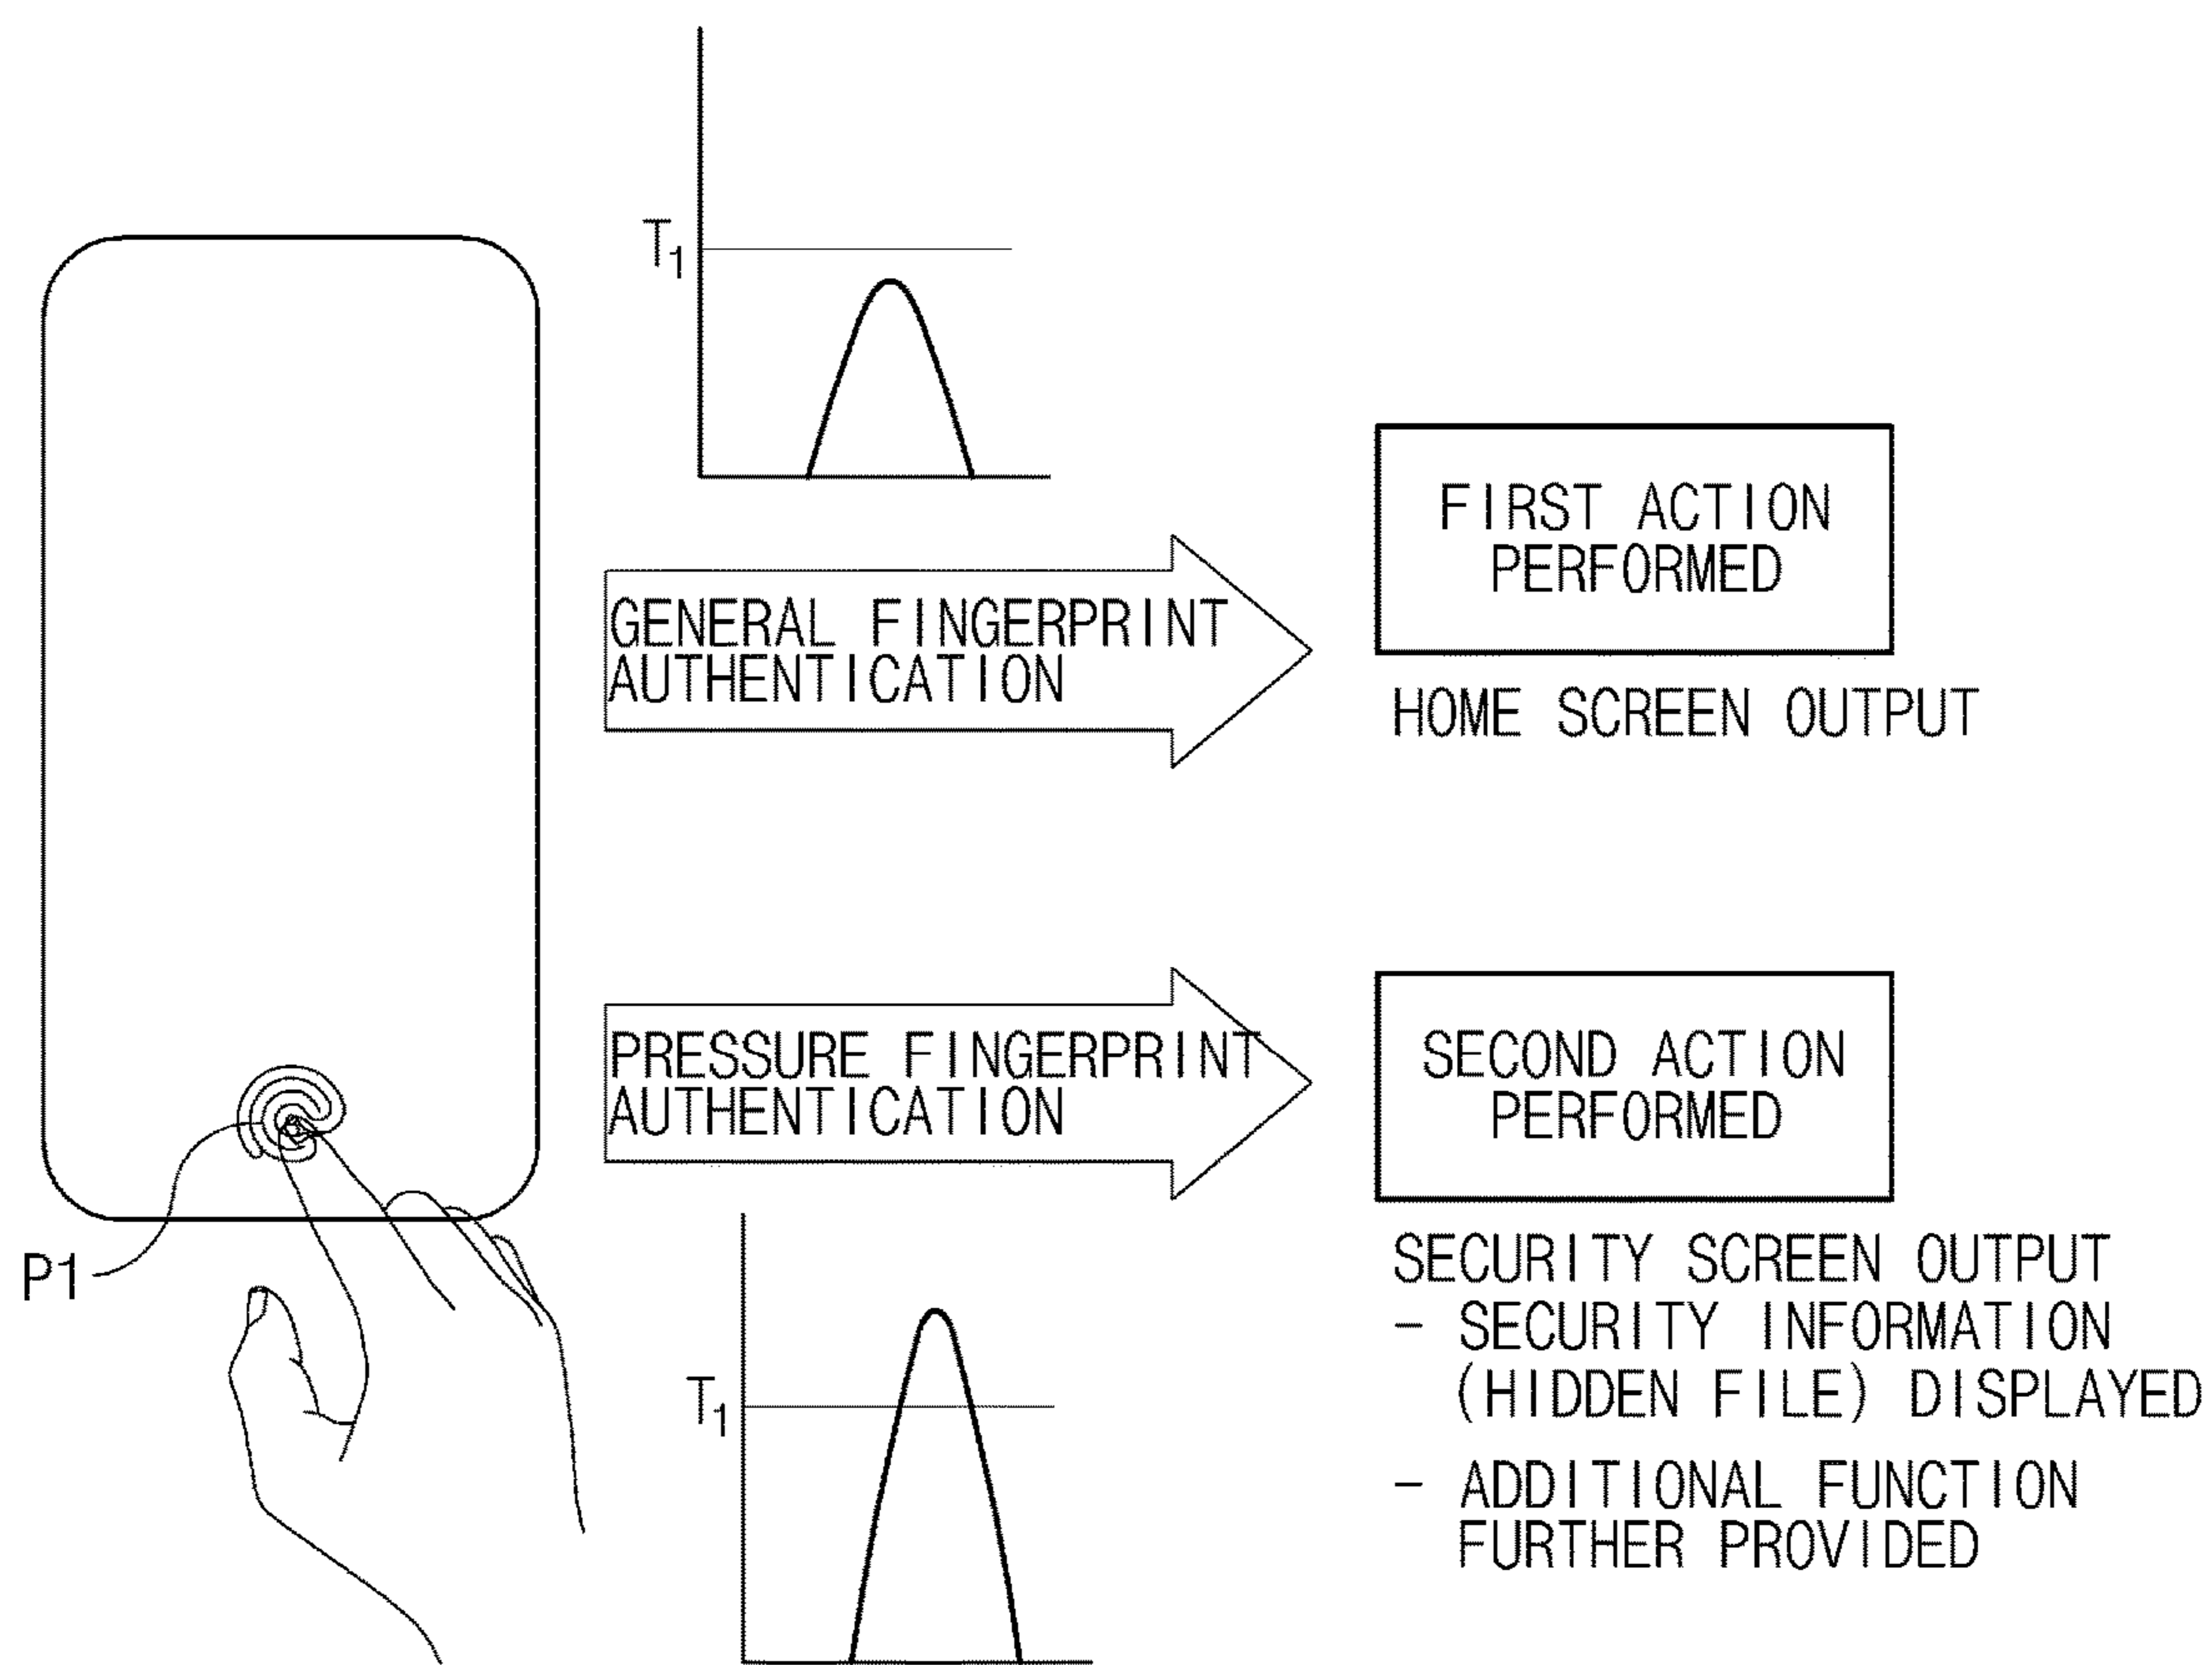 T1
GENERAL FINGERPRINT
AUTHENTICATION
FIRST ACTION
PERFORMED
HOME SCREEN OUTPUT
P1
PRESSURE FINGERPRINT
AUTHENTICATION
T1
SECOND ACTION
PERFORMED
SECURITY SCREEN OUTPUT
- SECURITY INFORMATION
(HIDDEN FILE) DISPLAYED
- ADDITIONAL FUNCTION
FURTHER PROVIDED